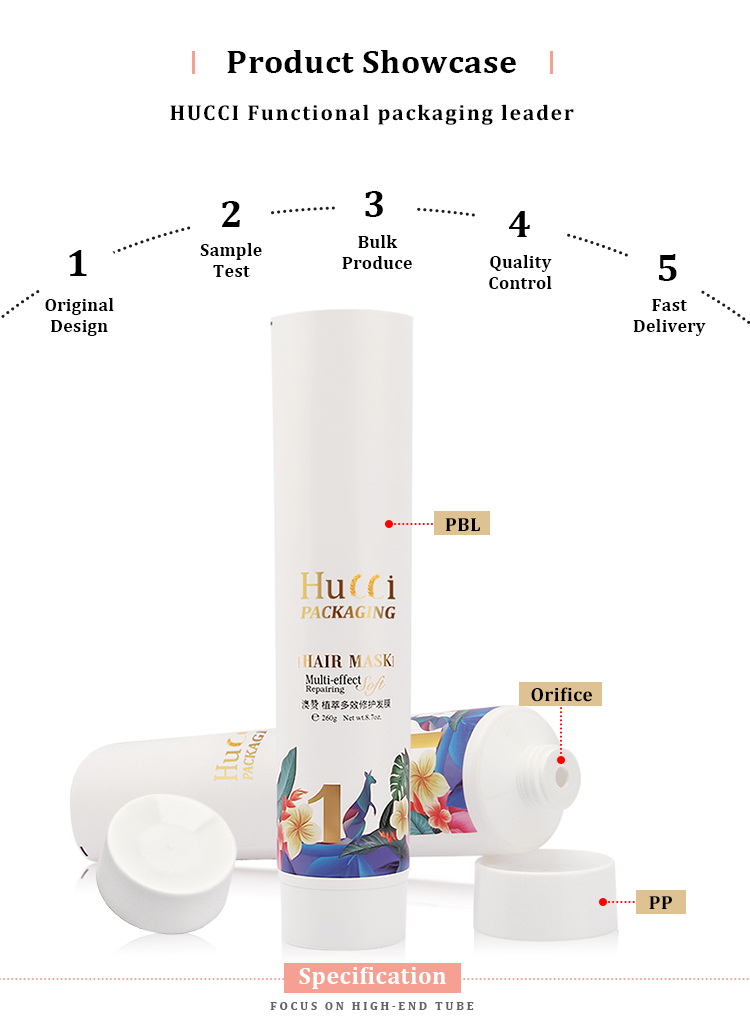 Product Showcase
HUCCI Functional packaging leader
1
Original
Design
2
Sample
Test
3
Bulk
Produce
4
Quality
Control
5
Fast
Delivery
PBL
Hucci
PACKAGING
HAIR MASK
Multi-effect
Repairing
Soft
澳赞 植萃多效修护发膜
℮ 260g Net wt.8.7oz.
1
Orifice
Hucci
PACKAGI
PP
Specification
FOCUS ON HIGH-END TUBE